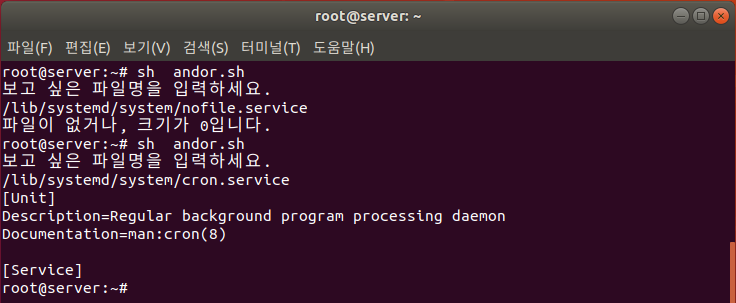 root@server: ~
파일(F) 편집(E) 보기(V) 검색(S) 터미널(T) 도움말(H)
root@server:~# sh  andor.sh
보고 싶은 파일명을 입력하세요.
/lib/systemd/system/nofile.service
파일이 없거나, 크기가 0입니다.
root@server:~# sh  andor.sh
보고 싶은 파일명을 입력하세요.
/lib/systemd/system/cron.service
[Unit]
Description=Regular background program processing daemon
Documentation=man:cron(8)
[Service]
root@server:~#